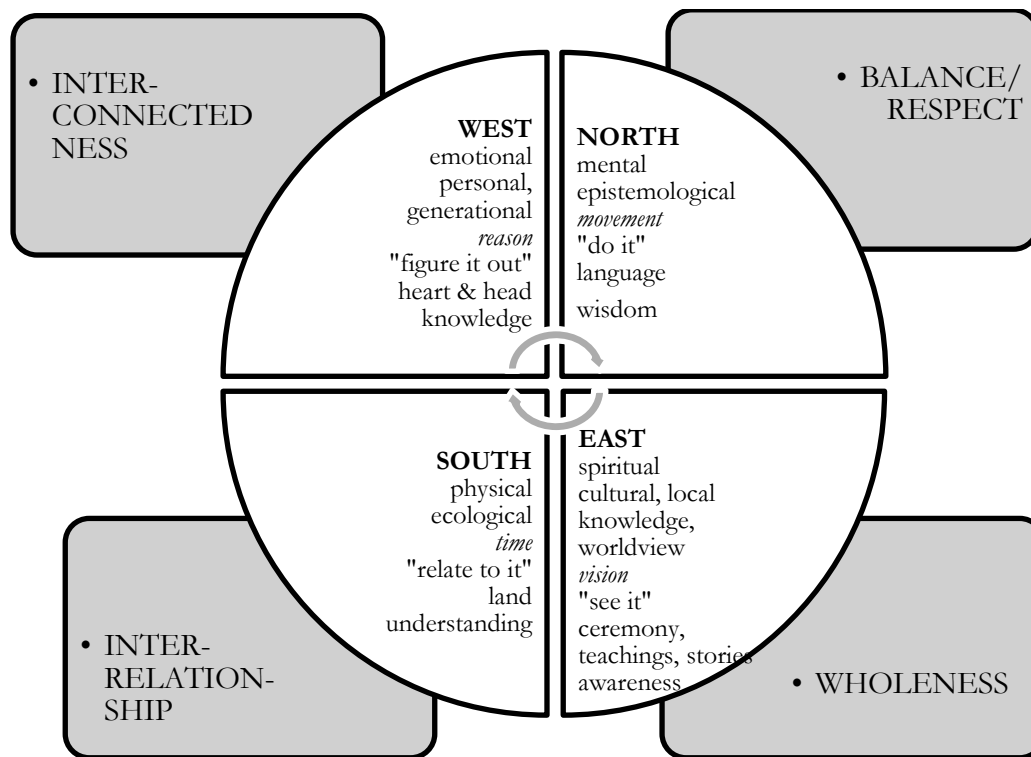 • INTER-
CONNECTED
NESS
• BALANCE/
RESPECT
WEST
emotional
personal,
generational
reason
"figure it out"
heart & head
knowledge
NORTH
mental
epistemological
movement
"do it"
language
wisdom
SOUTH
physical
ecological
time
"relate to it"
land
understanding
EAST
spiritual
cultural, local
knowledge,
worldview
vision
"see it"
ceremony,
teachings, stories
awareness
• INTER-
RELATION-
SHIP
• WHOLENESS